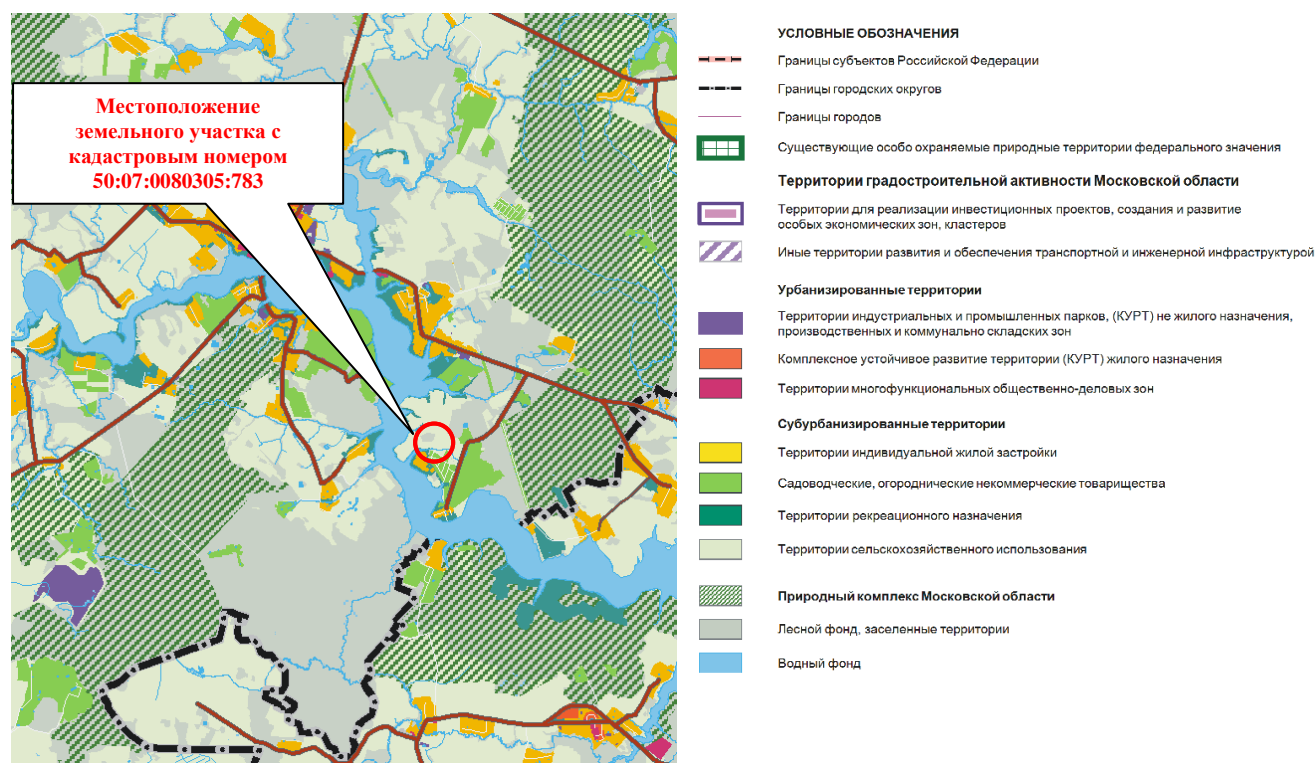 Местоположение
земельного участка с
кадастровым номером
50:07:0080305:783
УСЛОВНЫЕ ОБОЗНАЧЕНИЯ
Границы субъектов Российской Федерации
Границы городских округов
Границы городов
Существующие особо охраняемые природные территории федерального значения
Территории градостроительной активности Московской области
Территории для реализации инвестиционных проектов, создания и развитие
особых экономических зон, кластеров
Иные территории развития и обеспечения транспортной и инженерной инфраструктурой
Урбанизированные территории
Территории индустриальных и промышленных парков, (КУРТ) не жилого назначения,
производственных и коммунально складских зон
Комплексное устойчивое развитие территории (КУРТ) жилого назначения
Территории многофункциональных общественно-деловых зон
Субурбанизированные территории
Территории индивидуальной жилой застройки
Садоводческие, огороднические некоммерческие товарищества
Территории рекреационного назначения
Территории сельскохозяйственного использования
Природный комплекс Московской области
Лесной фонд, заселенные территории
Водный фонд